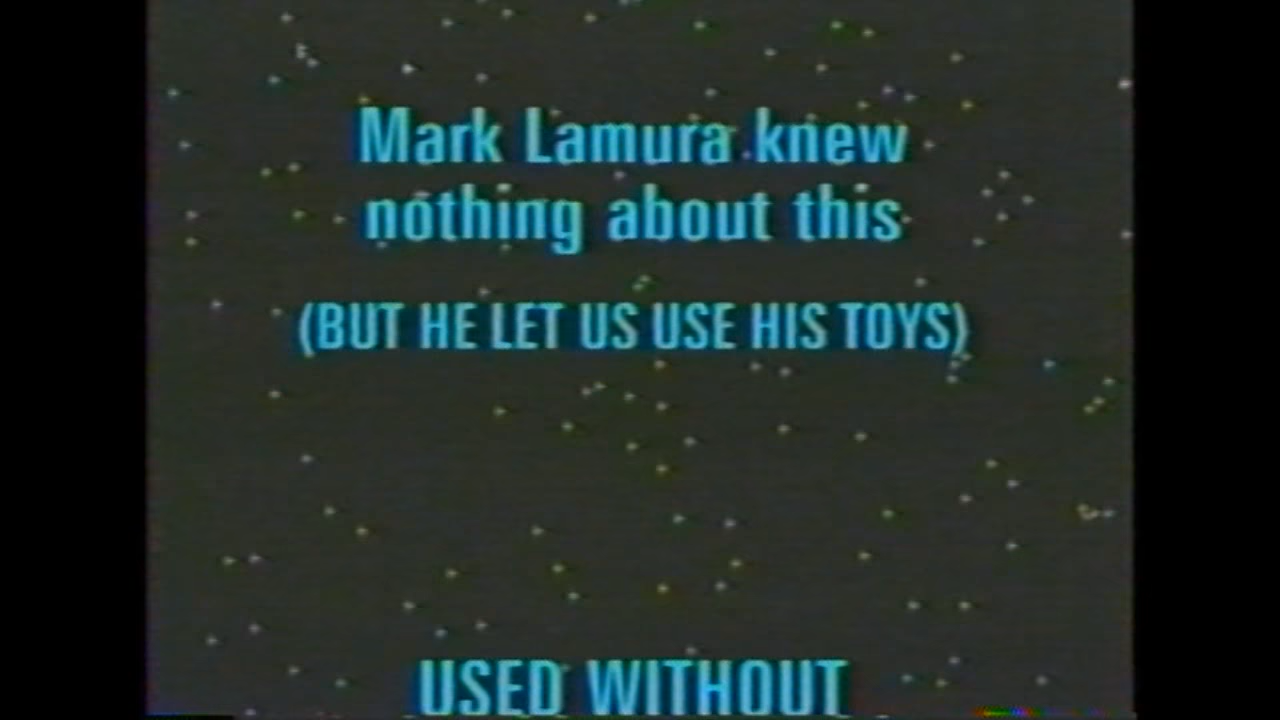 Mark Lamura knew
nothing about this
(BUT HE LET US USE HIS TOYS)
USED WITHOUT